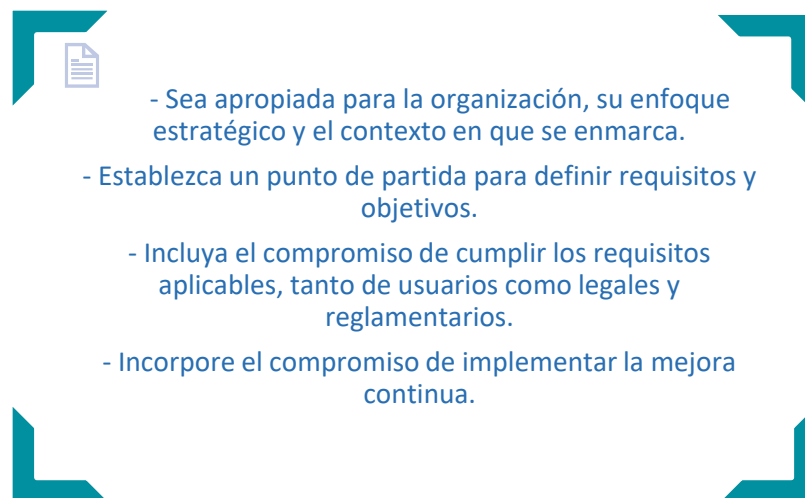 - Sea apropiada para la organización, su enfoque
estratégico y el contexto en que se enmarca.
- Establezca un punto de partida para definir requisitos y
objetivos.
- Incluya el compromiso de cumplir los requisitos
aplicables, tanto de usuarios como legales y
reglamentarios.
- Incorpore el compromiso de implementar la mejora
continua.